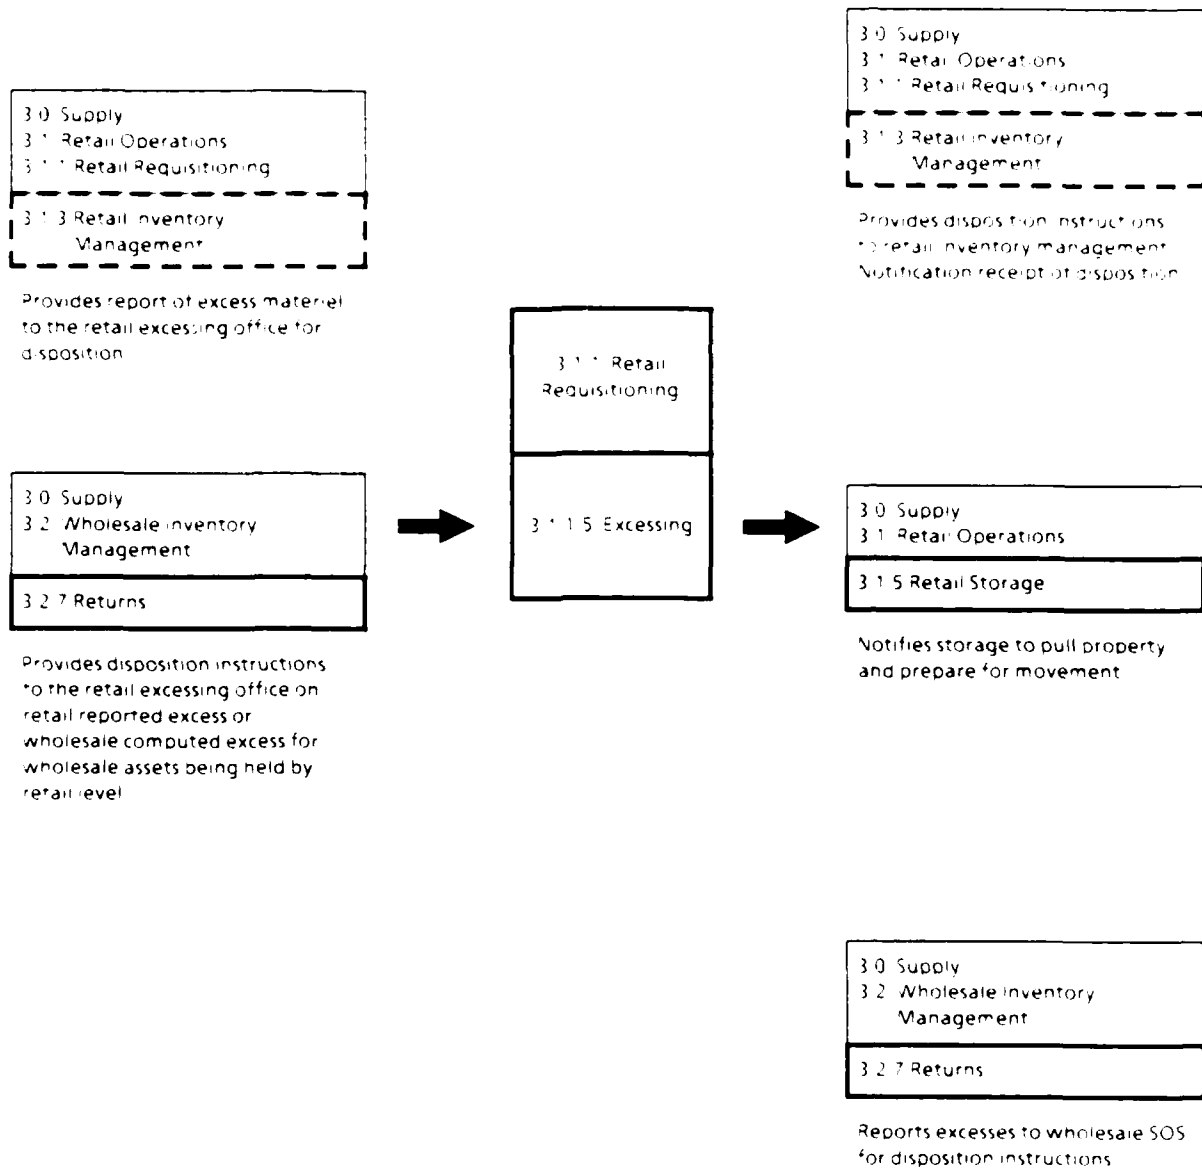 3.0 Supply
3.1 Retail Operations
3.1.1 Retail Requisitioning
3.1.3 Retail Inventory
Management
Provides report of excess materiel
to the retail excessing office for
disposition
3.0 Supply
3.2 Wholesale Inventory
Management
3.2.7 Returns
Provides disposition instructions
to the retail excessing office on
retail reported excess or
wholesale computed excess for
wholesale assets being held by
retail level
3.1.1 Retail
Requisitioning
3.1.1.5 Excessing
3.0 Supply
3.1 Retail Operations
3.1.1 Retail Requisitioning
3.1.3 Retail Inventory
Management
Provides disposition instructions
to retail inventory management
Notification receipt of disposition
3.0 Supply
3.1 Retail Operations
3.1.5 Retail Storage
Notifies storage to pull property
and prepare for movement
3.0 Supply
3.2 Wholesale Inventory
Management
3.2.7 Returns
Reports excesses to wholesale SOS
for disposition instructions